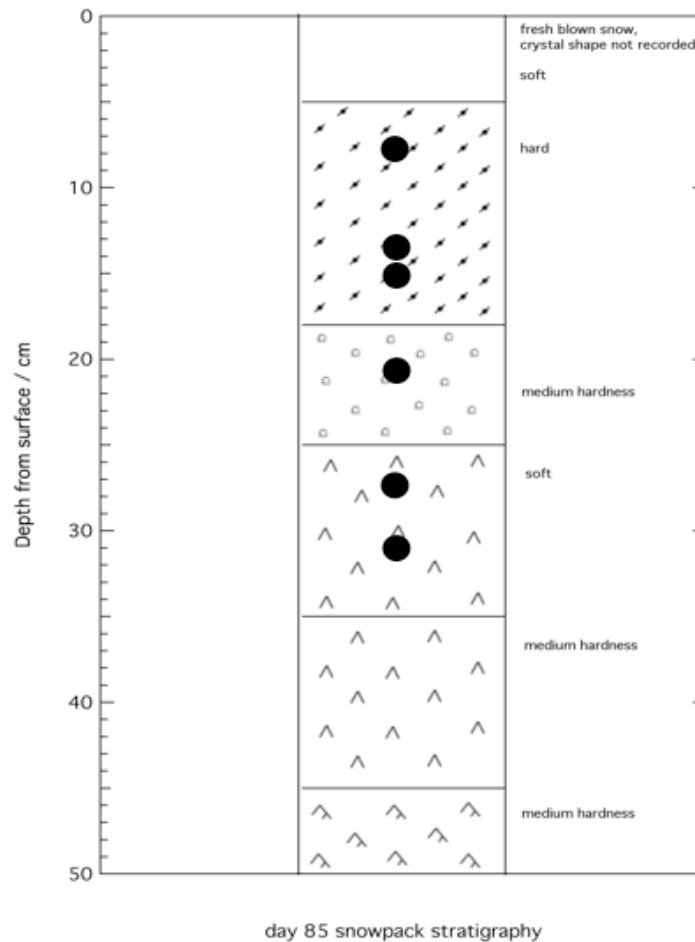 0
fresh blown snow,
crystal shape not recorded
soft
hard
10
20
medium hardness
soft
30
Depth from surface / cm
medium hardness
40
medium hardness
50
day 85 snowpack stratigraphy